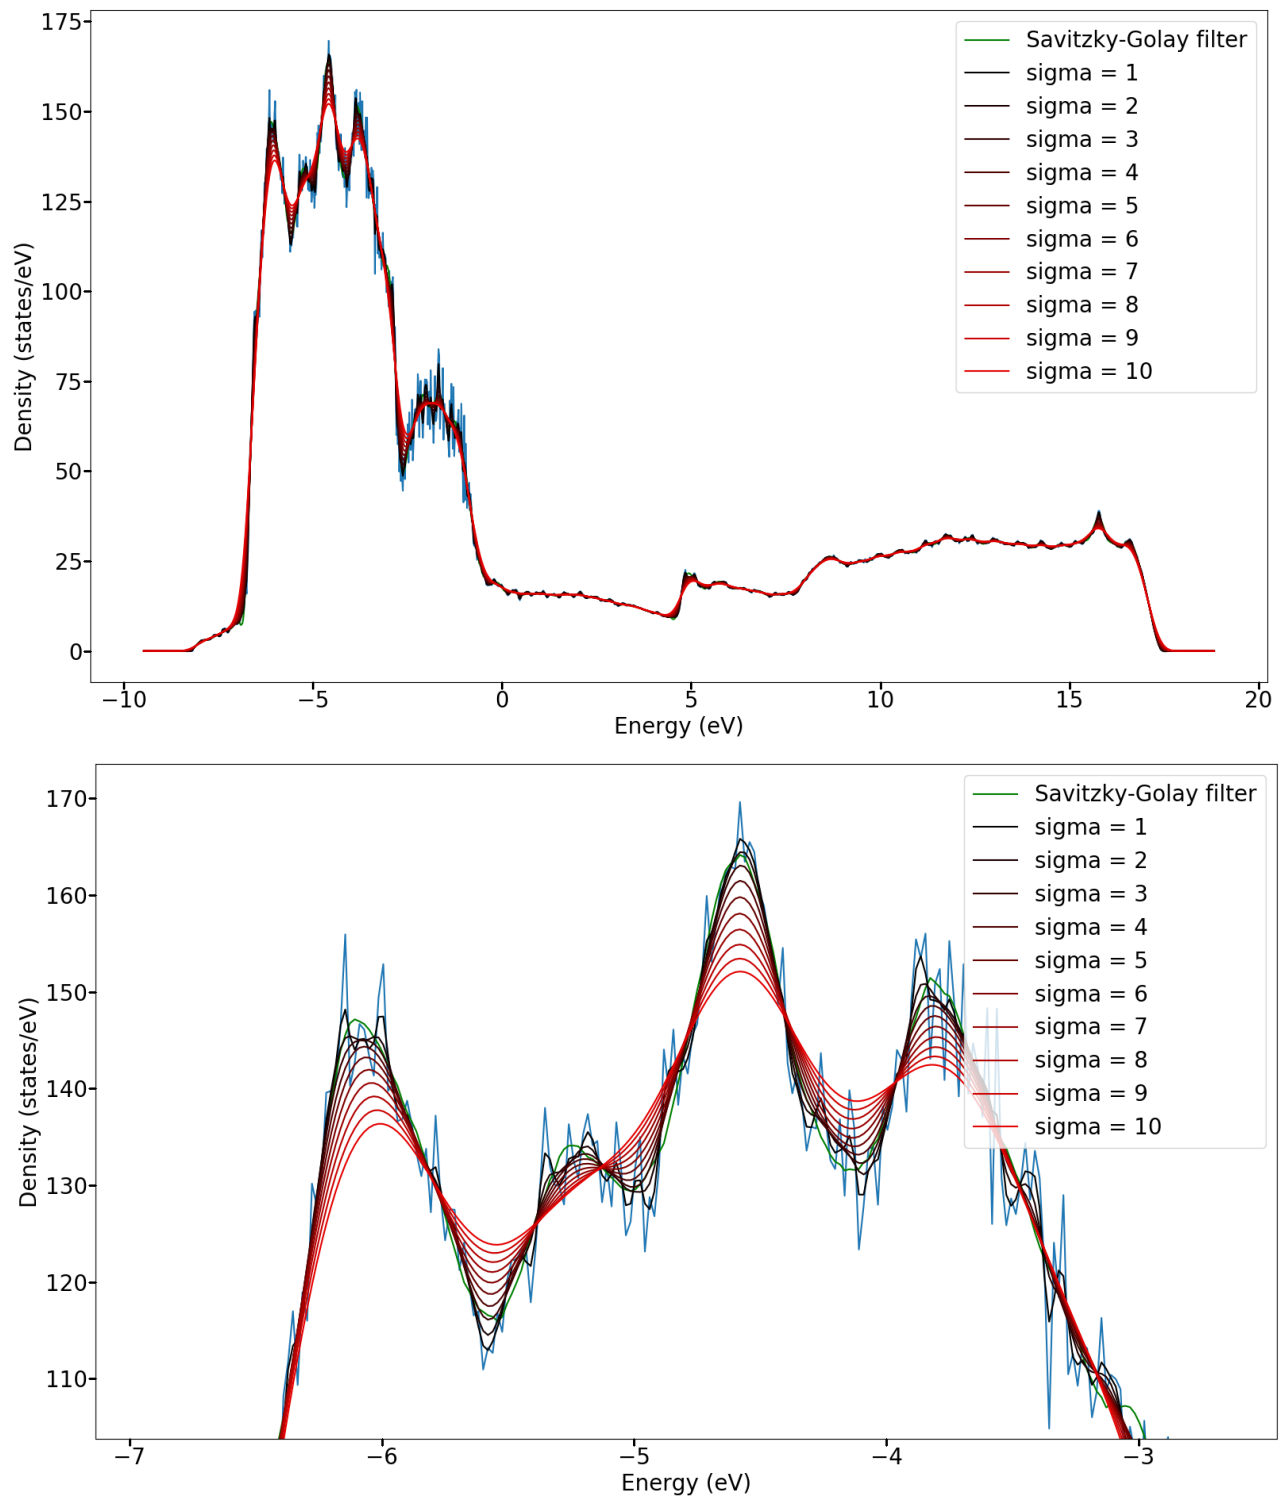 175
150
125
100
75
50
25
0
Density (states/eV)
Savitzky-Golay filter
sigma = 1
sigma = 2
sigma = 3
sigma = 4
sigma = 5
sigma = 6
sigma = 7
sigma = 8
sigma = 9
sigma = 10
−10 −5 0 5 10 15 20
Energy (eV)
170
160
150
140
130
120
110
Density (states/eV)
Savitzky-Golay filter
sigma = 1
sigma = 2
sigma = 3
sigma = 4
sigma = 5
sigma = 6
sigma = 7
sigma = 8
sigma = 9
sigma = 10
−7 −6 −5 −4 −3
Energy (eV)